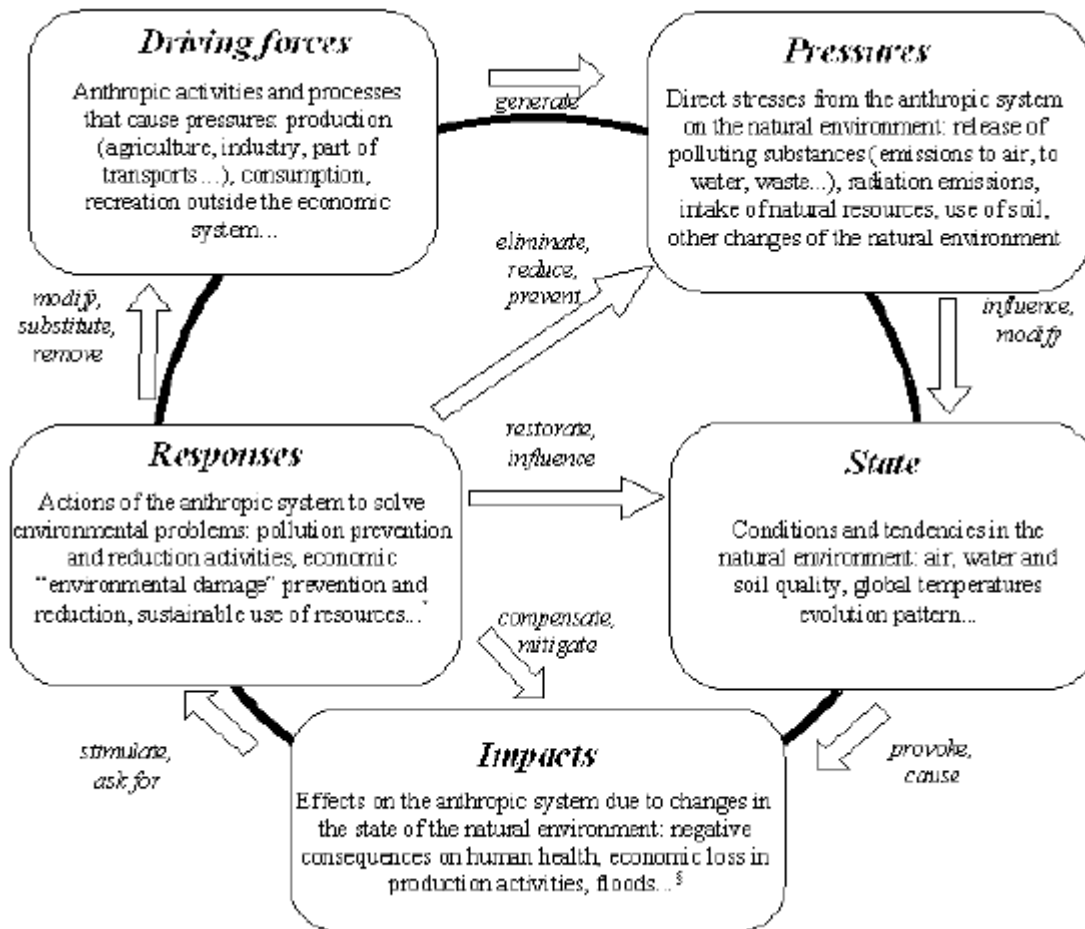 Driving forces
Anthropic activities and processes
that cause pressures: production
(agriculture, industry, part of
transports...), consumption,
recreation outside the economic
system...
generate
Pressures
Direct stresses from the anthropic system
on the natural environment: release of
polluting substances (emissions to air, to
water, waste...), radiation emissions,
intake of natural resources, use of soil,
other changes of the natural environment
modify,
substitute,
remove
eliminate,
reduce,
prevent
influence,
modify
Responses
Actions of the anthropic system to solve
environmental problems: pollution prevention
and reduction activities, economic
"environmental damage" prevention and
reduction, sustainable use of resources...*
restorate,
influence
State
Conditions and tendencies in the
natural environment: air, water and
soil quality, global temperatures
evolution pattern...
compensate,
mitigate
stimulate,
ask for
Impacts
Effects on the anthropic system due to changes in
the state of the natural environment: negative
consequences on human health, economic loss in
production activities, floods...§
provoke,
cause